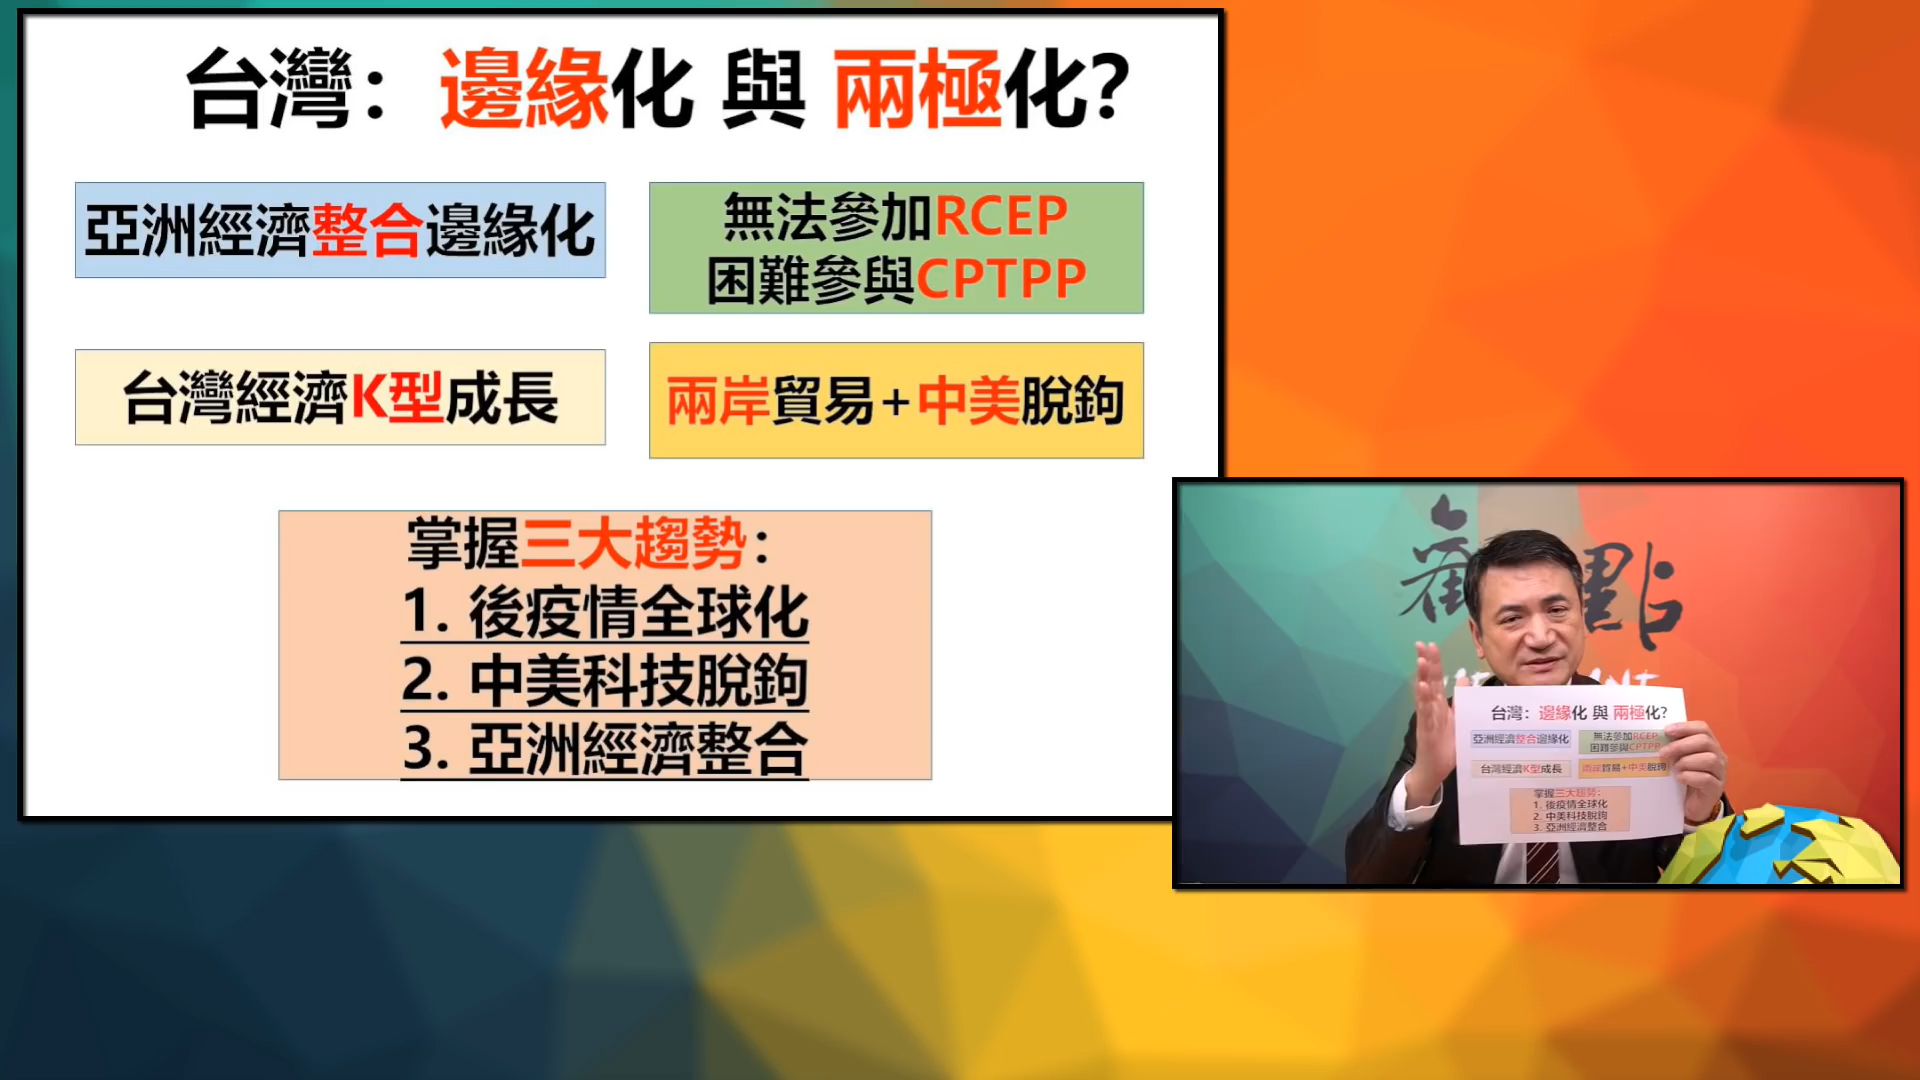 台灣：邊緣化 與 兩極化?
亞洲經濟整合邊緣化
無法參加RCEP
困難參與CPTPP
台灣經濟K型成長
兩岸貿易+中美脫鉤
掌握三大趨勢：
1. 後疫情全球化
2. 中美科技脫鉤
3. 亞洲經濟整合
觀點
台灣：邊緣化 與 兩極化?
亞洲經濟整合邊緣化
無法參加RCEP
困難參與CPTPP
台灣經濟K型成長
兩岸貿易+中美脫鉤
掌握三大趨勢：
1. 後疫情全球化
2. 中美科技脫鉤
3. 亞洲經濟整合